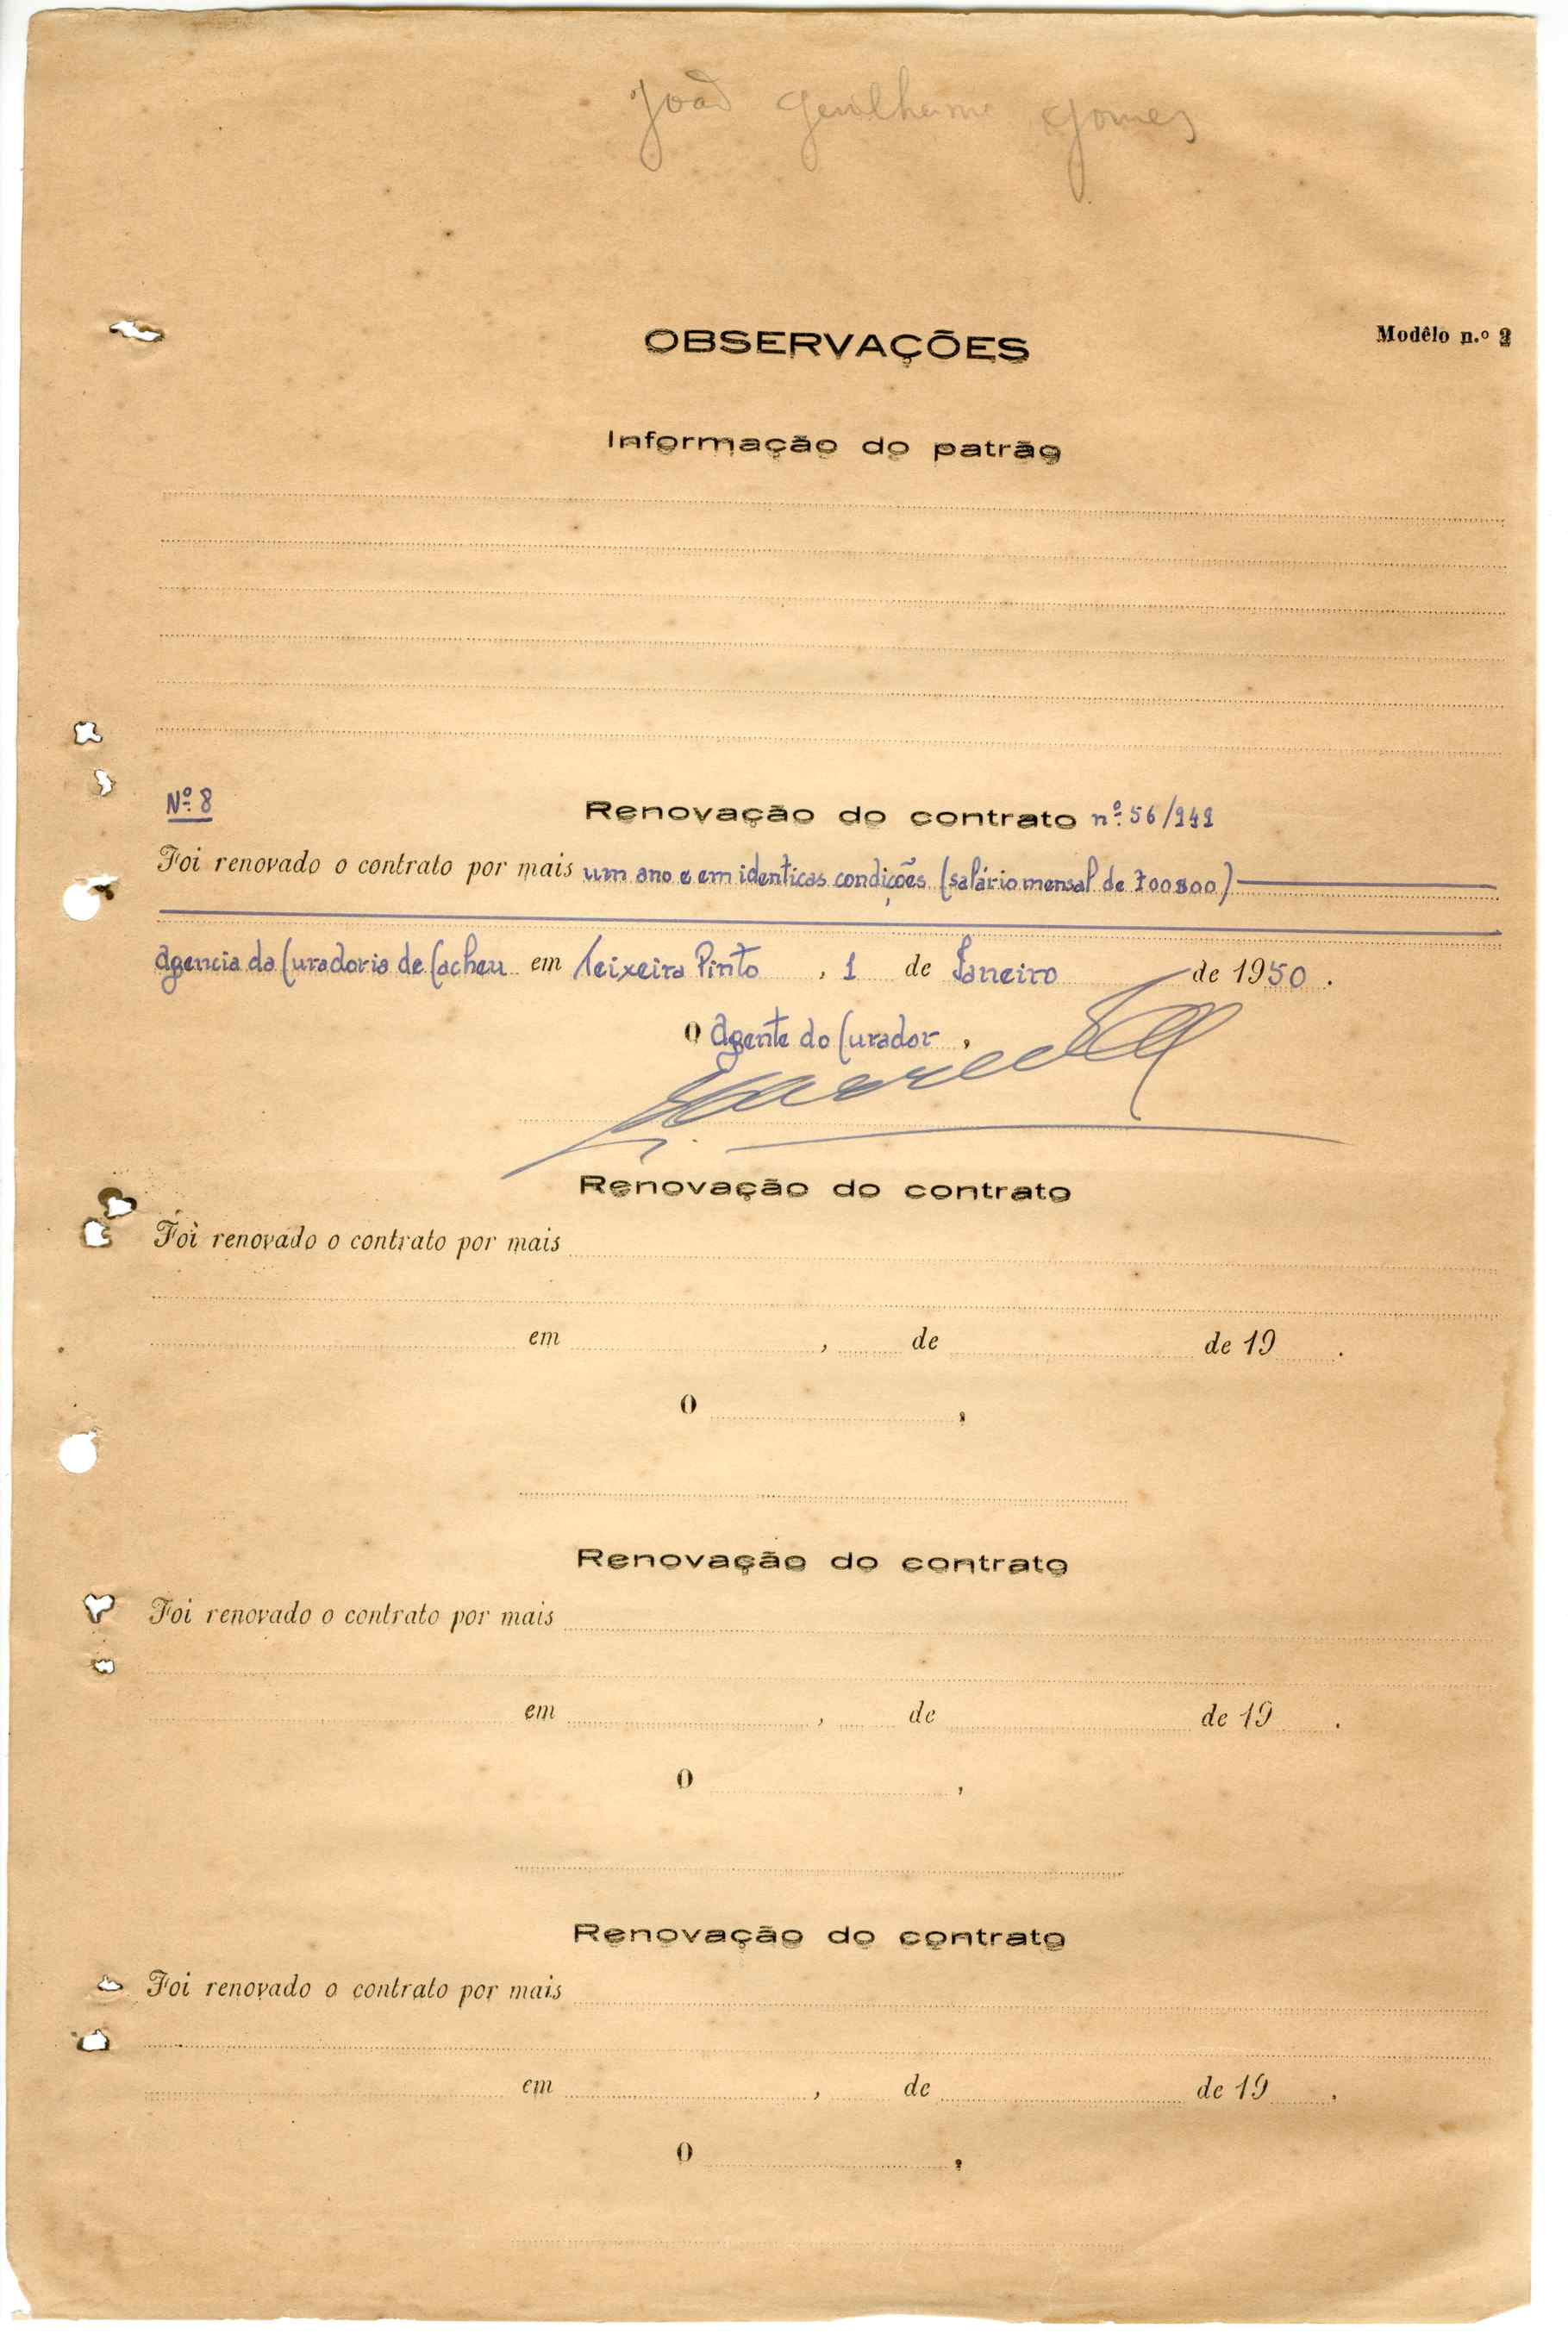 João Guilherme Gomes
Modêlo n.º 2
OBSERVAÇÕES
Informação do patrão
Nº 8
Renovação do contrato nº 56/949
Foi renovado o contrato por mais um ano e em identicas condições (salário mensal de 700$00)
Agencia da Curadoria de Cacheu em Teixeira Pinto, 1 de Janeiro de 1950.
O Agente do Curador,
Renovação do contrato
Foi renovado o contrato por mais
em , de de 19 .
O ,
Renovação do contrato
Foi renovado o contrato por mais
em , de de 19 .
O ,
Renovação do contrato
Foi renovado o contrato por mais
em , de de 19 .
O ,